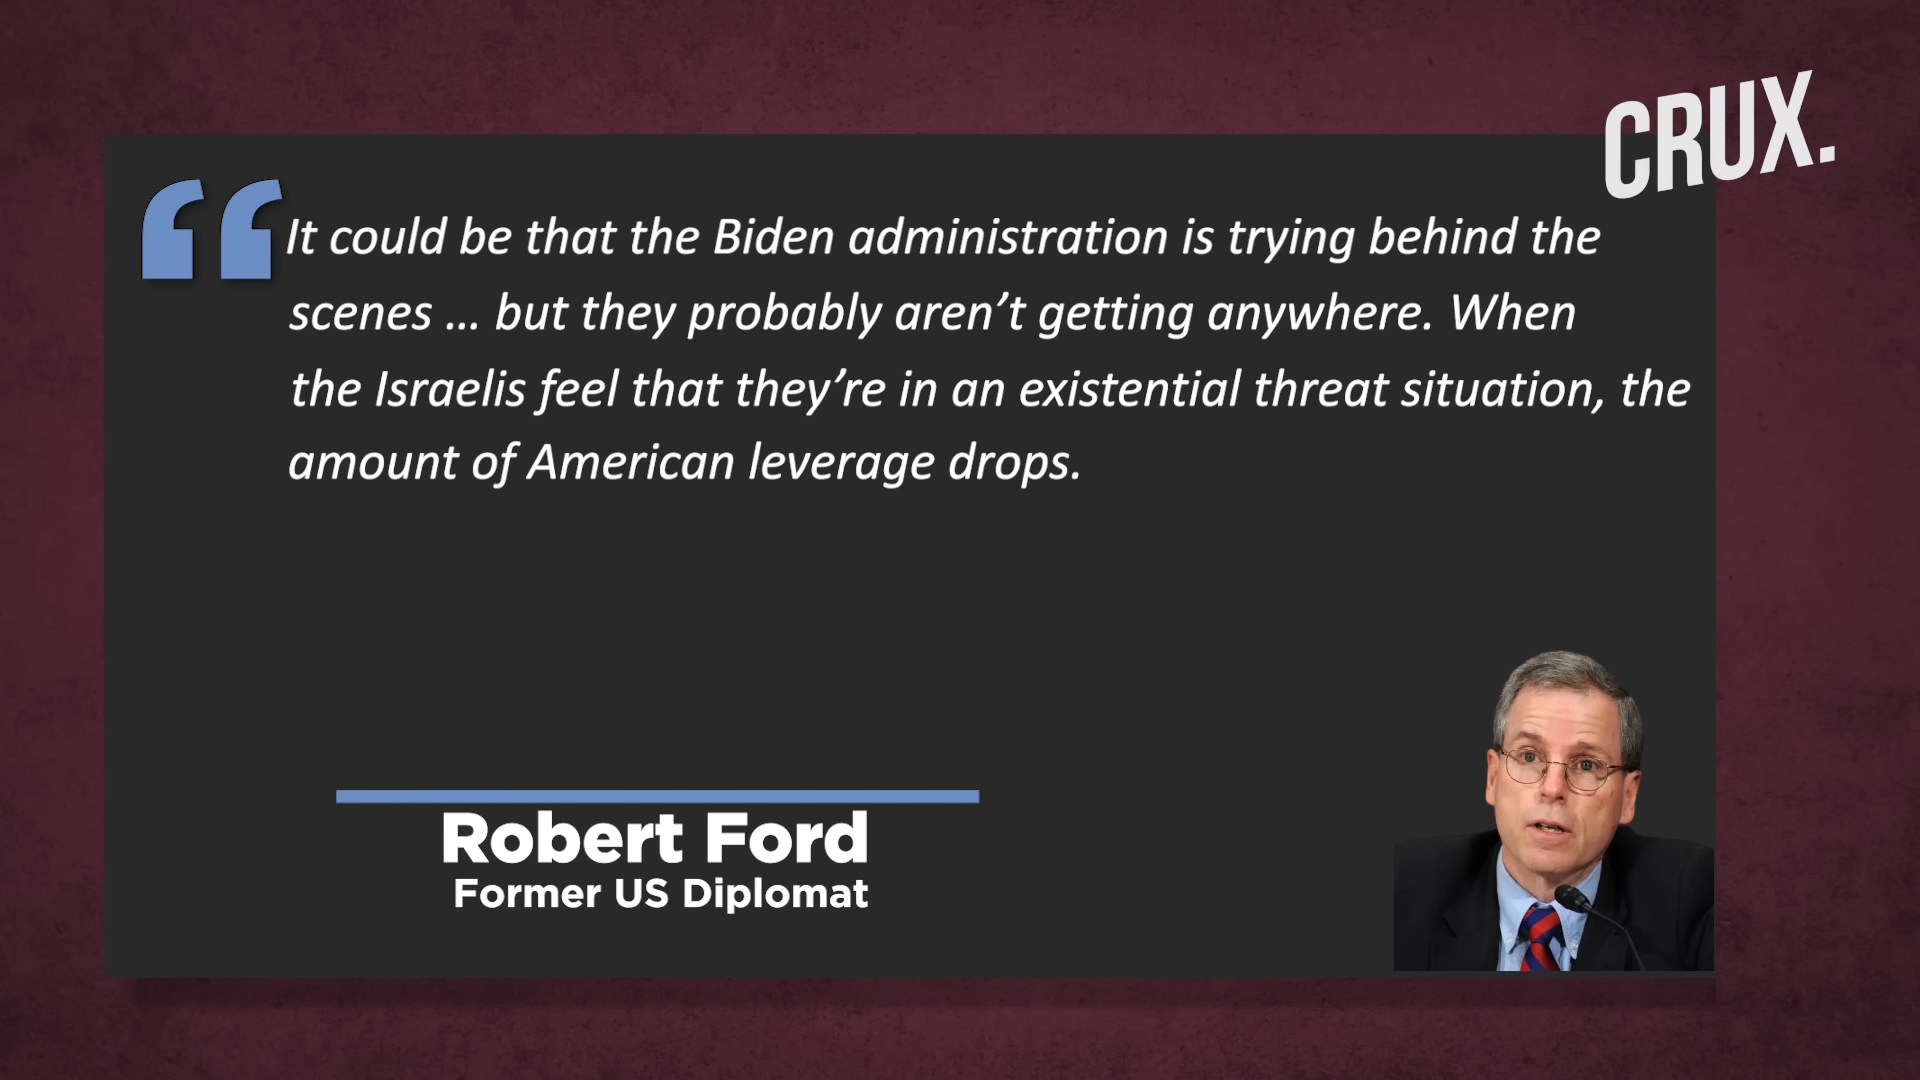 CRUX.
“It could be that the Biden administration is trying behind the
scenes ... but they probably aren’t getting anywhere. When
the Israelis feel that they’re in an existential threat situation, the
amount of American leverage drops.
Robert Ford
Former US Diplomat